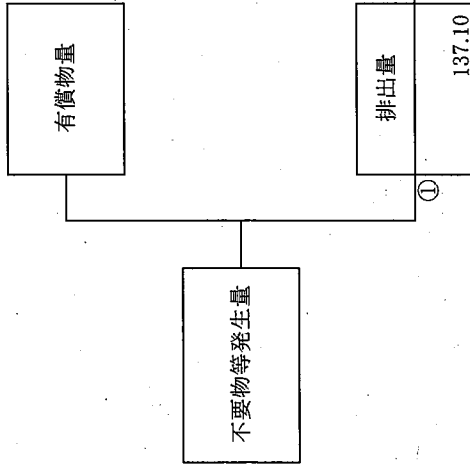 有償物量
不要物等発生量
排出量
①
137.10